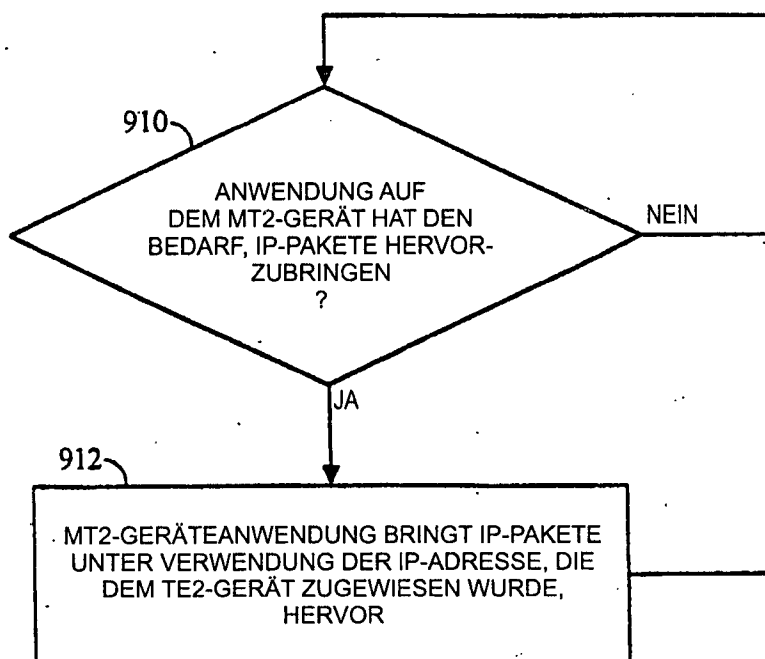 910
ANWENDUNG AUF
DEM MT2-GERÄT HAT DEN
BEDARF, IP-PAKETE HERVOR-
ZUBRINGEN
?
NEIN
JA
912
MT2-GERÄTEANWENDUNG BRINGT IP-PAKETE
UNTER VERWENDUNG DER IP-ADRESSE, DIE
DEM TE2-GERÄT ZUGEWIESEN WURDE,
HERVOR